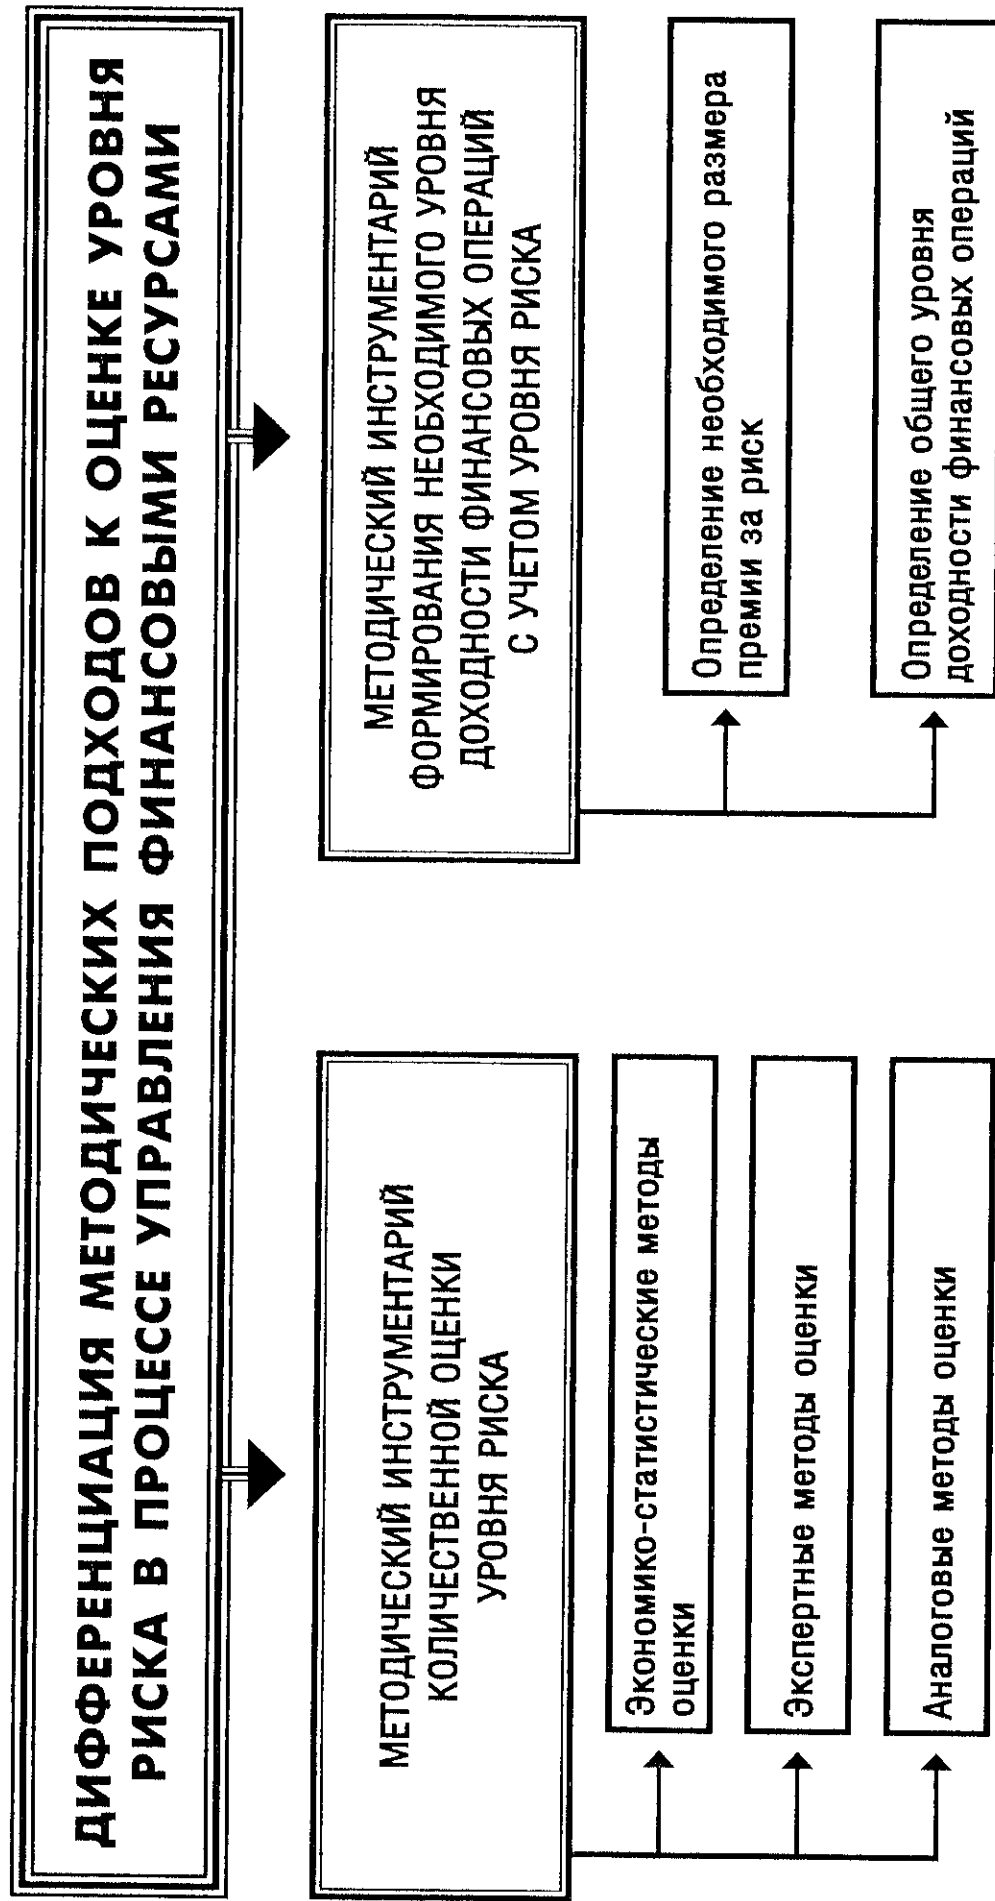 ДИФФЕРЕНЦИАЦИЯ МЕТОДИЧЕСКИХ ПОДХОДОВ К ОЦЕНКЕ УРОВНЯ
РИСКА В ПРОЦЕССЕ УПРАВЛЕНИЯ ФИНАНСОВЫМИ РЕСУРСАМИ
МЕТОДИЧЕСКИЙ ИНСТРУМЕНТАРИЙ
КОЛИЧЕСТВЕННОЙ ОЦЕНКИ
УРОВНЯ РИСКА
Экономико-статистические методы
оценки
Экспертные методы оценки
Аналоговые методы оценки
МЕТОДИЧЕСКИЙ ИНСТРУМЕНТАРИЙ
ФОРМИРОВАНИЯ НЕОБХОДИМОГО УРОВНЯ
ДОХОДНОСТИ ФИНАНСОВЫХ ОПЕРАЦИЙ
С УЧЕТОМ УРОВНЯ РИСКА
Определение необходимого размера
премии за риск
Определение общего уровня
доходности финансовых операций